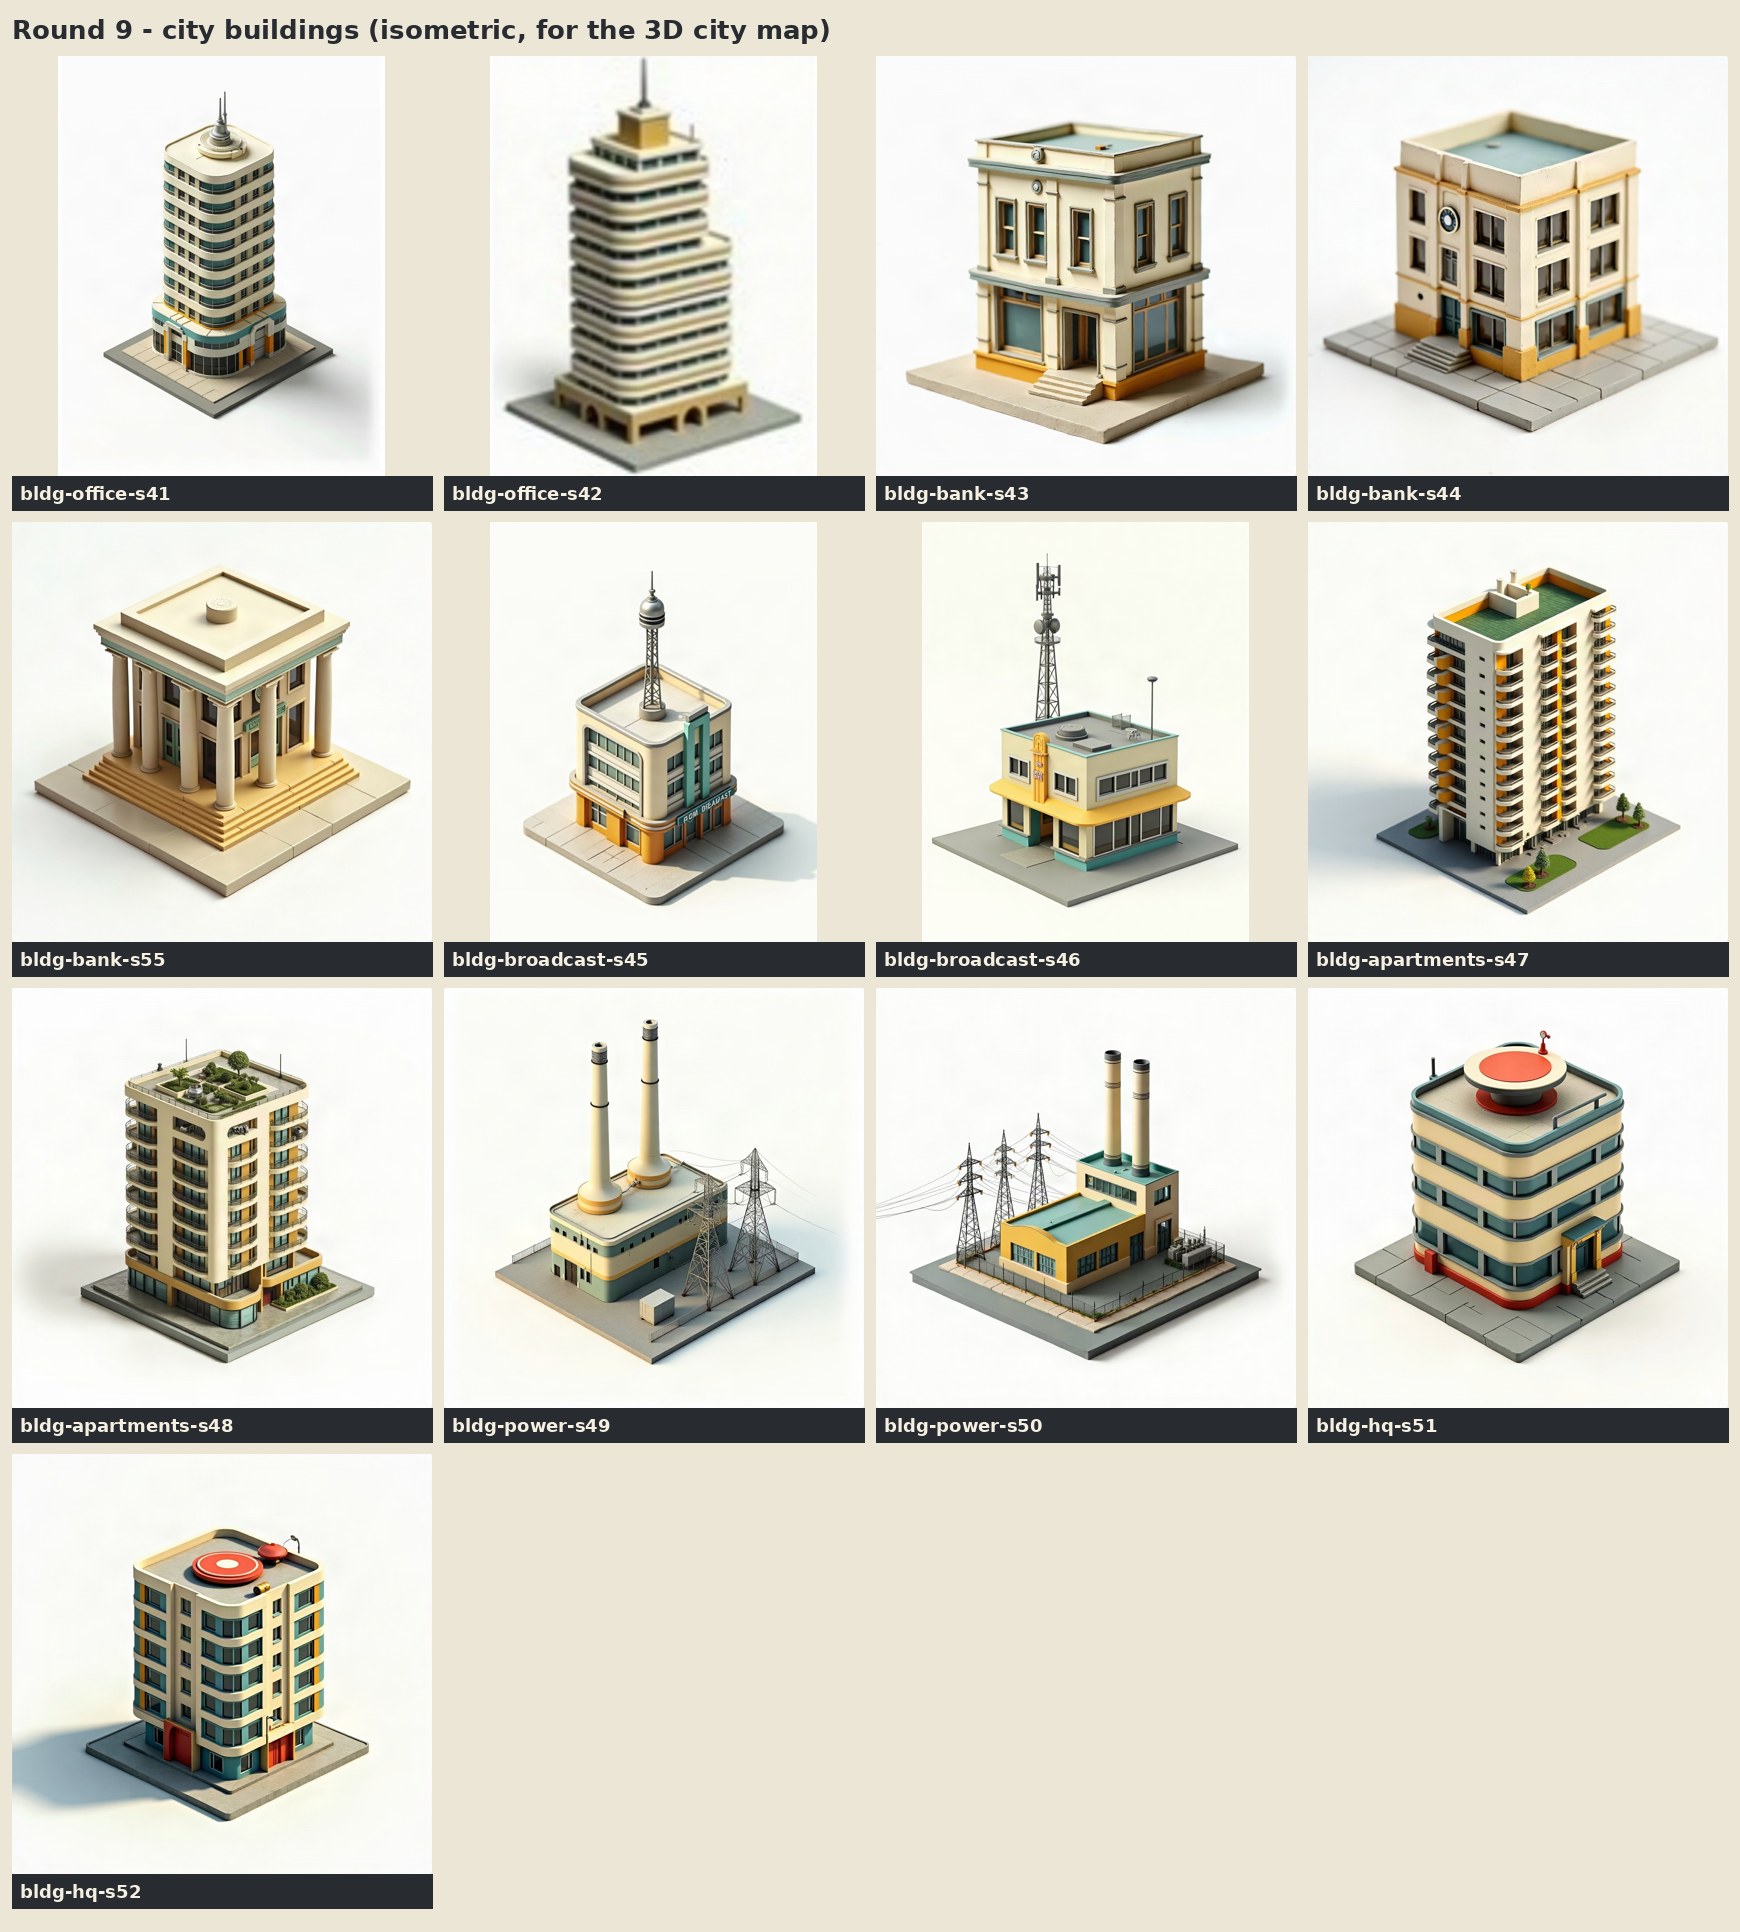 Round 9 - city buildings (isometric, for the 3D city map)
bldg-office-s41
bldg-office-s42
bldg-bank-s43
bldg-bank-s44
bldg-bank-s55
bldg-broadcast-s45
bldg-broadcast-s46
bldg-apartments-s47
bldg-apartments-s48
bldg-power-s49
bldg-power-s50
bldg-hq-s51
bldg-hq-s52